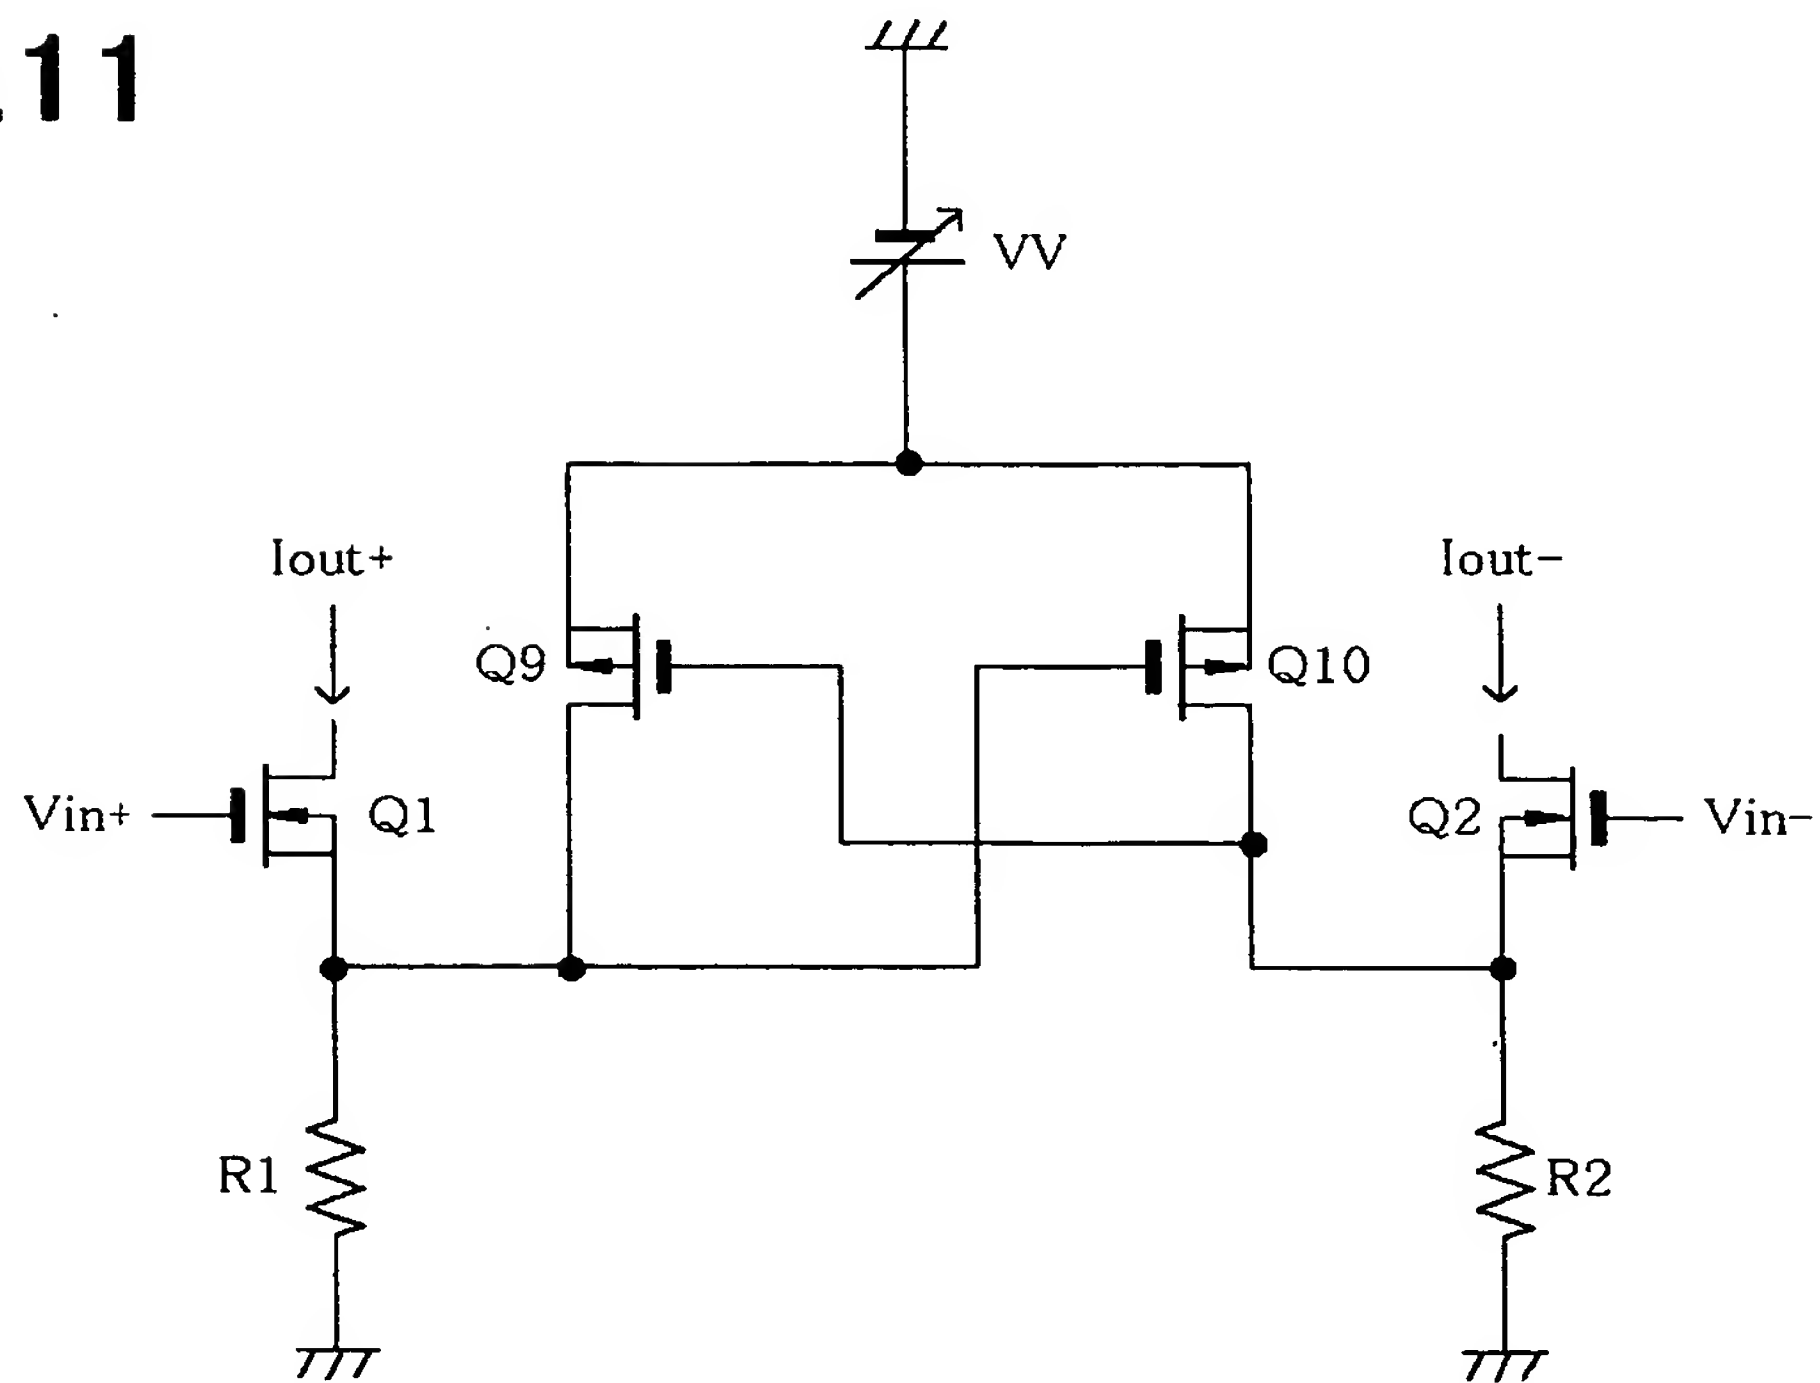 .11
VV
Iout+
Iout-
Q9
Q10
Vin+
Q1
Q2
Vin-
R1
R2